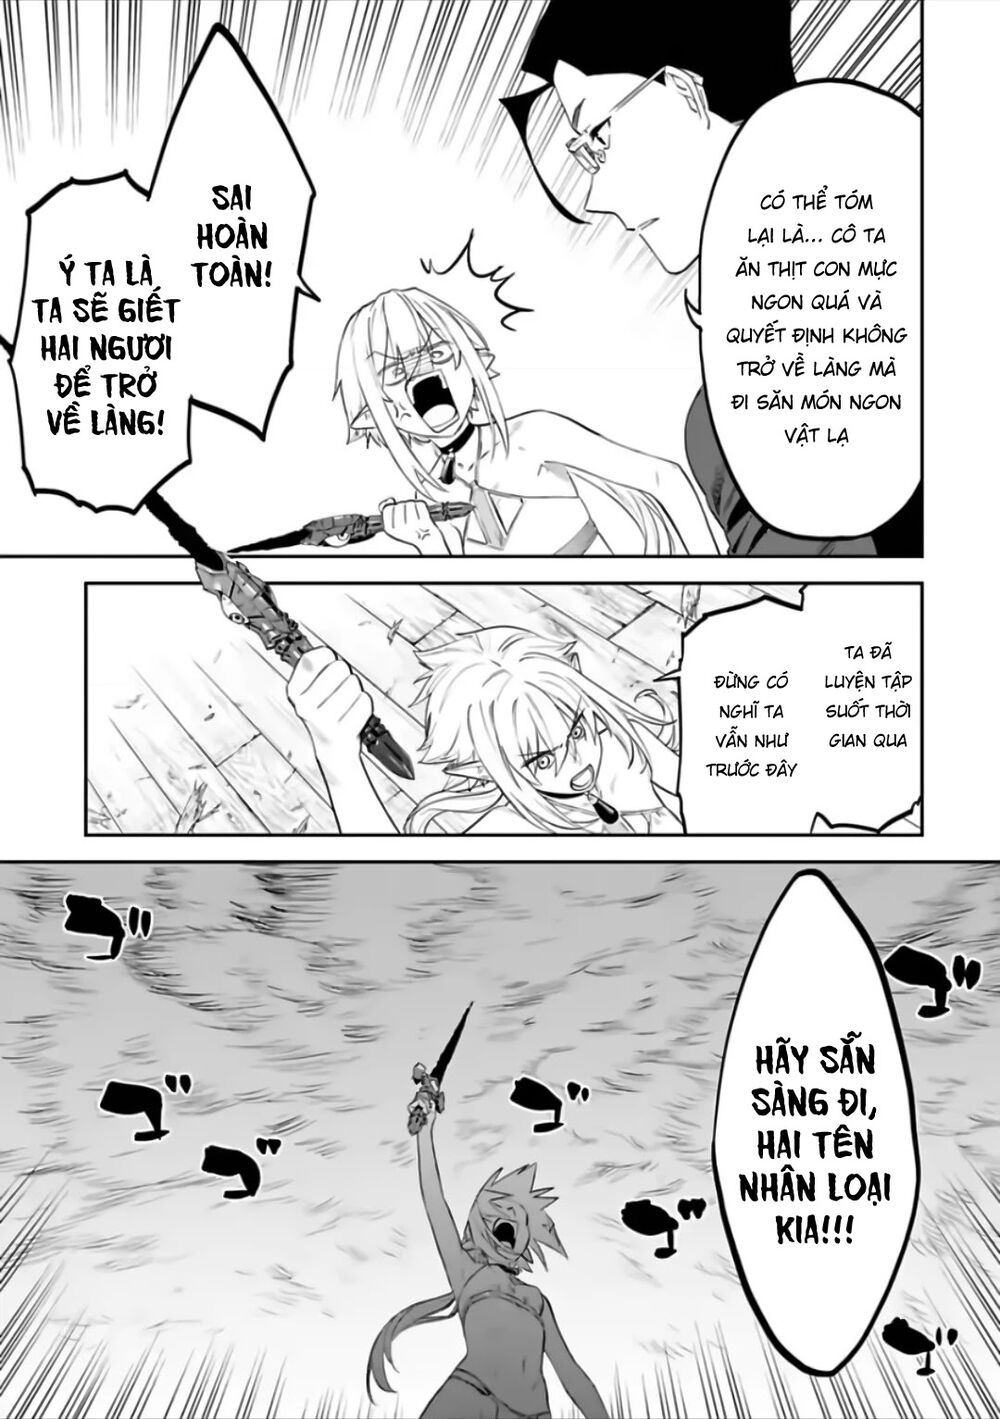 CÓ THỂ TÓM
LẠI LÀ... CÔ TA
ĂN THỊT CON MỰC
NGON QUÁ VÀ
QUYẾT ĐỊNH KHÔNG
TRỞ VỀ LÀNG MÀ
ĐI SĂN MÓN NGON
VẬT LẠ
SAI
HOÀN
TOÀN!
Ý TA LÀ
TA SẼ GIẾT
HAI NGƯƠI
ĐỂ TRỞ
VỀ LÀNG!
TA ĐÃ
LUYỆN TẬP
SUỐT THỜI
GIAN QUA
ĐỪNG CÓ
NGHĨ TA
VẪN NHƯ
TRƯỚC ĐÂY
HÃY SẴN
SÀNG ĐI,
HAI TÊN
NHÂN LOẠI
KIA!!!